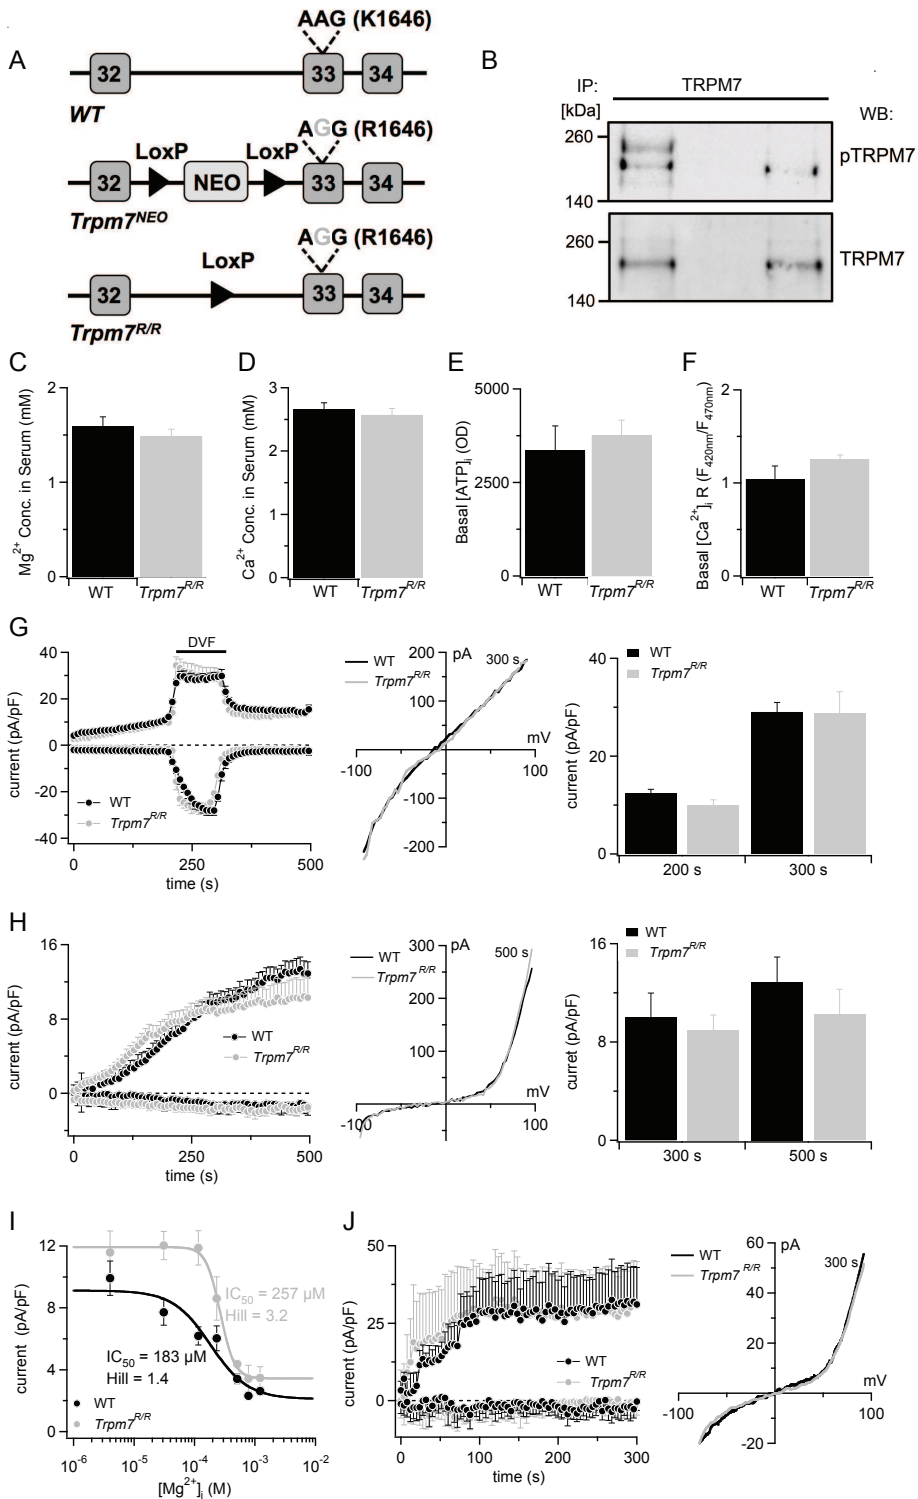 A
AAG (K1646)
32
33
34
WT
AGG (R1646)
LoxP
LoxP
32
NEO
33
34
Trpm7NEO
AGG (R1646)
LoxP
32
33
34
Trpm7R/R
B
IP:
TRPM7
[kDa]
WB:
260
pTRPM7
140
260
TRPM7
140
C
Mg2+ Conc. in Serum (mM)
2
1
0
WT
Trpm7R/R
D
Ca2+ Conc. in Serum (mM)
3
2
1
0
WT
Trpm7R/R
E
Basal [ATP]i (OD)
5000
2500
0
WT
Trpm7R/R
F
Basal [Ca2+]i R (F420nm/F470nm)
2
1
0
WT
Trpm7R/R
G
DVF
current (pA/pF)
40
20
0
-20
-40
WT
Trpm7R/R
0
250
500
time (s)
WT
Trpm7R/R
200
pA
300 s
100
mV
-100
100
-100
-200
WT
Trpm7R/R
current (pA/pF)
40
20
0
200 s
300 s
H
current (pA/pF)
16
8
0
WT
Trpm7R/R
0
250
500
time (s)
WT
Trpm7 R/R
300
pA
500 s
200
100
mV
-100
100
WT
Trpm7R/R
curret (pA/pF)
16
8
0
300 s
500 s
I
current (pA/pF)
12
8
4
0
IC50 = 257 µM
Hill = 3.2
IC50 = 183 µM
Hill = 1.4
WT
Trpm7R/R
10-6
10-5
10-4
10-3
10-2
[Mg2+]i (M)
J
current (pA/pF)
50
25
0
WT
Trpm7R/R
0
100
200
300
time (s)
WT
Trpm7 R/R
60
pA
300 s
40
20
mV
-100
100
-20